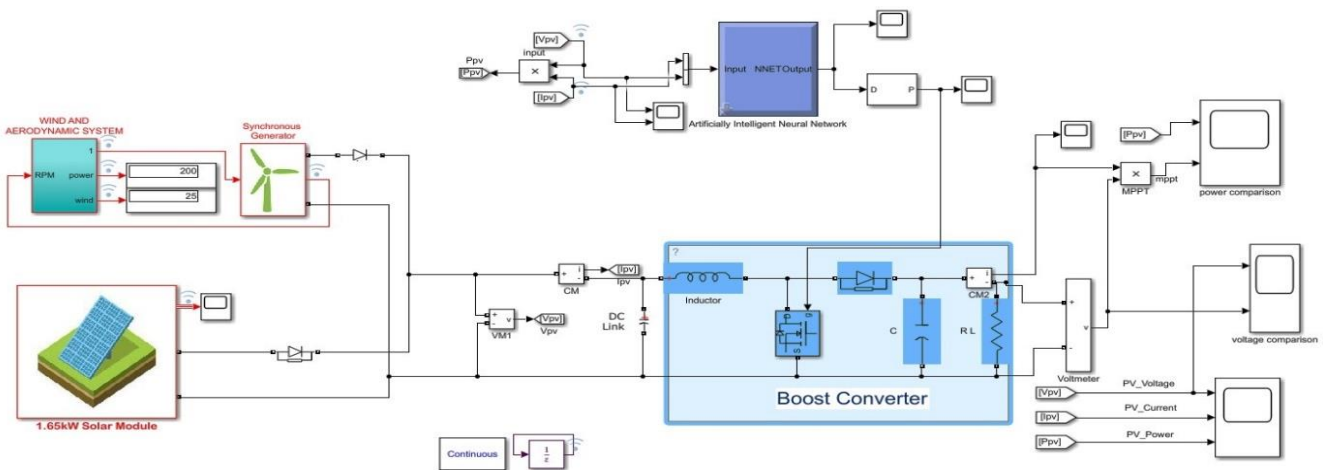 [Vpv]
input
Ppv
[Ppv]
×
[Ipv]
Input NNETOutput
D P
Artificially Intelligent Neural Network
WIND AND
AERODYNAMIC SYSTEM
1
RPM
power
wind
200
25
Synchronous
Generator
[Ppv]
×
mppt
MPPT
power comparison
?
+
-
i
CM
[Ipv]
Ipv
+
-
v
VM1
[Vpv]
Vpv
DC
Link
Inductor
D
g
S
C
+
-
i
CM2
R L
Boost Converter
+
v
-
Voltmeter
voltage comparison
[Vpv]
PV_Voltage
[Ipv]
PV_Current
[Ppv]
PV_Power
1.65kW Solar Module
Continuous
1
z